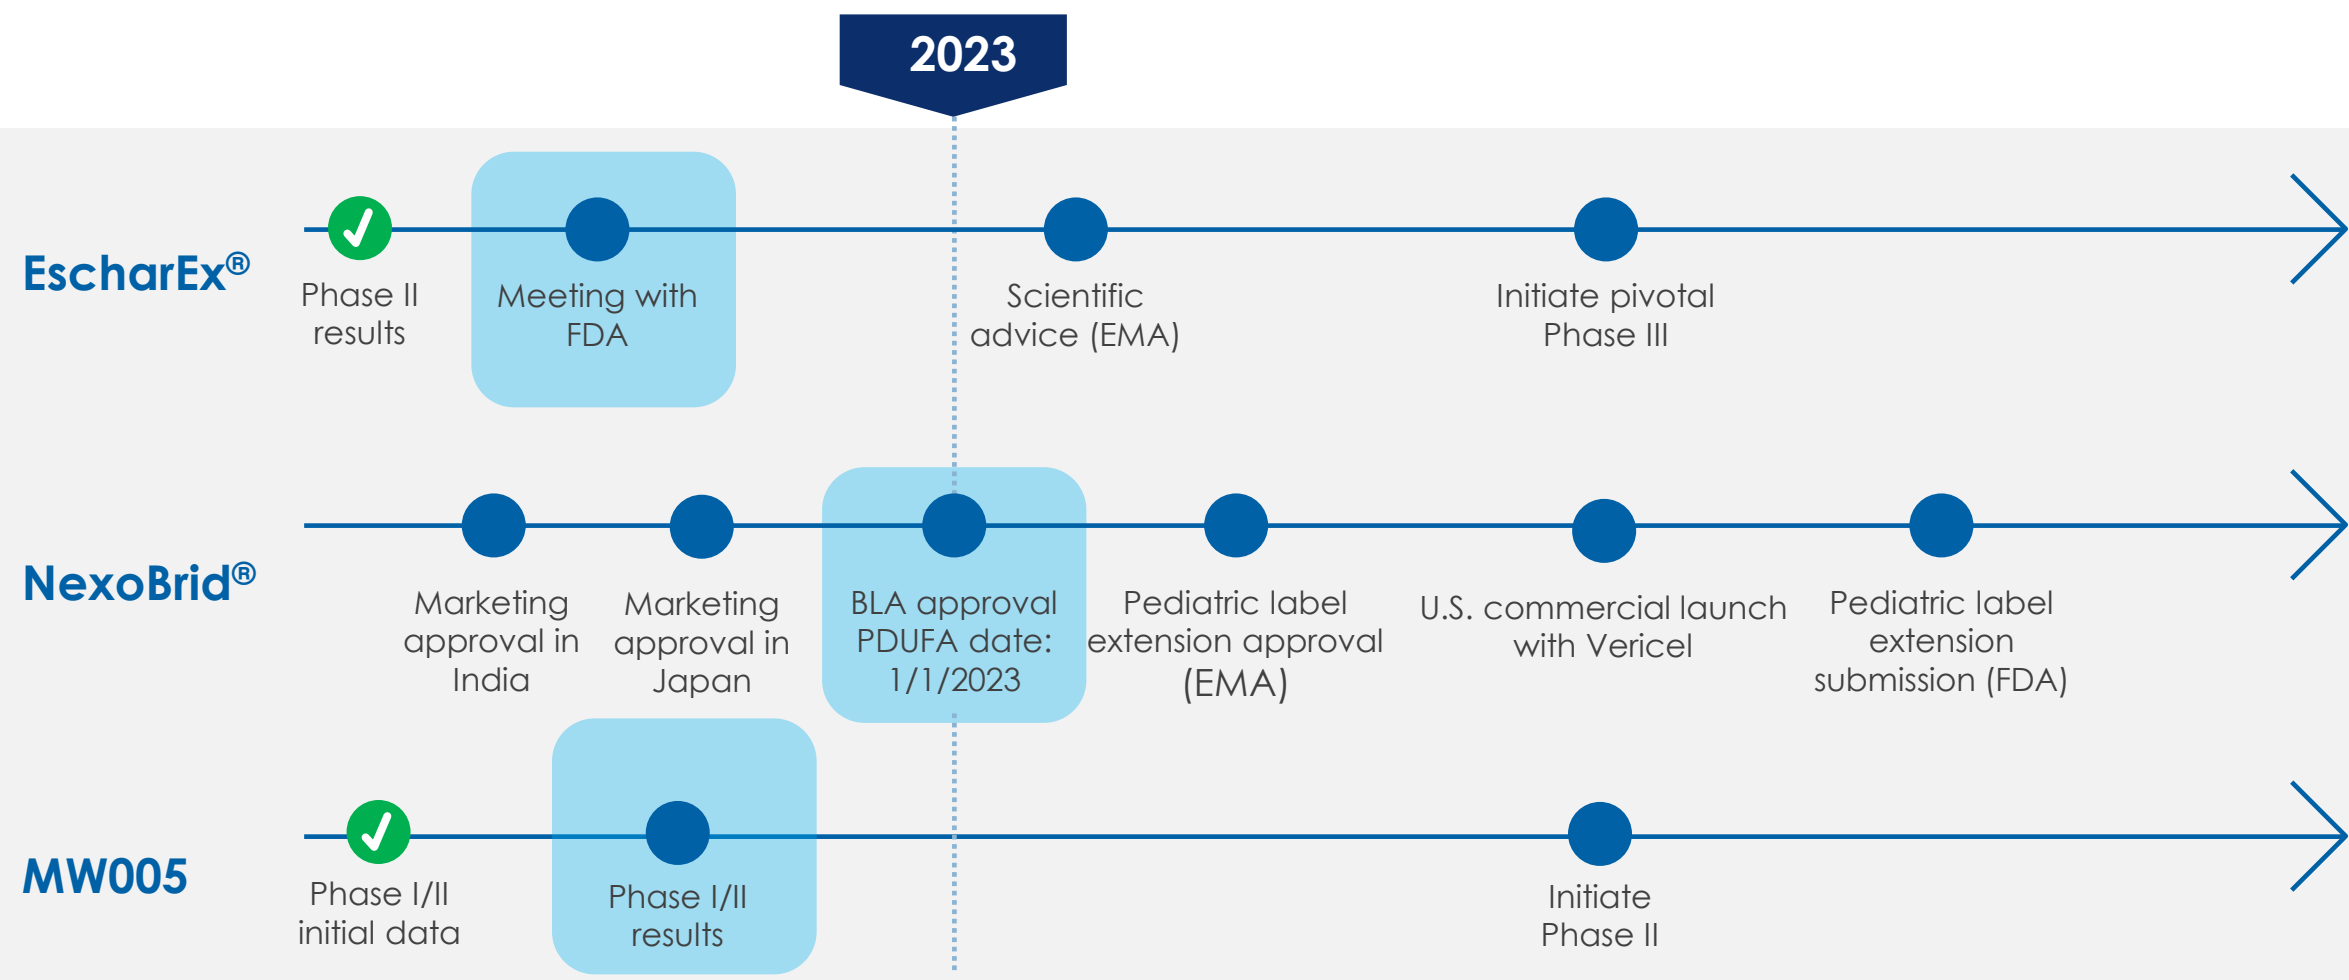 2023
EscharEx®
Phase II
results
Meeting with
FDA
Scientific
advice (EMA)
Initiate pivotal
Phase III
NexoBrid®
Marketing
approval in
India
Marketing
approval in
Japan
BLA approval
PDUFA date:
1/1/2023
Pediatric label
extension approval
(EMA)
U.S. commercial launch
with Vericel
Pediatric label
extension
submission (FDA)
MW005
Phase I/II
initial data
Phase I/II
results
Initiate
Phase II